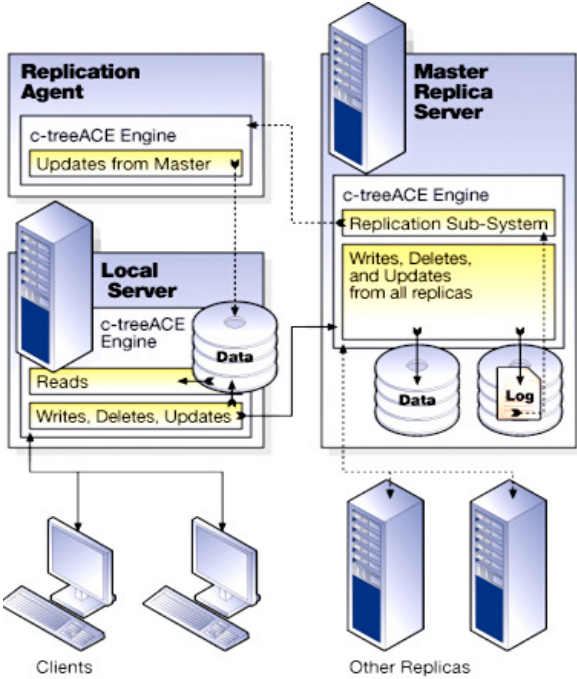 Replication
Agent
c-treeACE Engine
Updates from Master
Master
Replica
Server
c-treeACE Engine
Replication Sub-System
Writes, Deletes,
and Updates
from all replicas
Data
Log
Local
Server
c-treeACE
Engine
Data
Reads
Writes, Deletes, Updates
Clients
Other Replicas